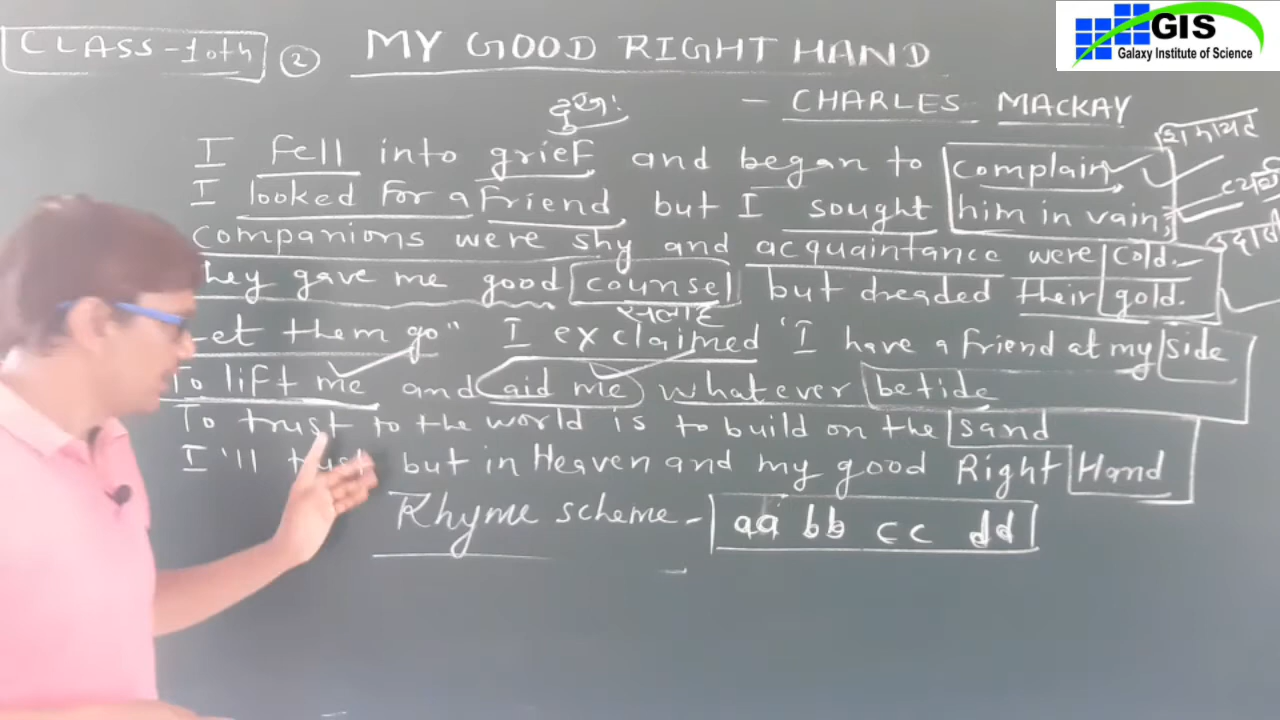 GIS
Galaxy Institute of Science
CLASS-10th ② MY GOOD RIGHT HAND
- CHARLES MACKAY
दुखः
I fell into grief and began to complain
I looked for a friend, but I sought him in vain,
companions were shy and acquaintance were cold.
They gave me good counsel but dreaded their gold.
सलाह
Let them go" I exclaimed 'I have a friend at my side
To lift me and aid me whatever betide
To trust to the world is to build on the sand
I'll trust but in Heaven and my good Right Hand
Rhyme scheme - aa bb cc dd